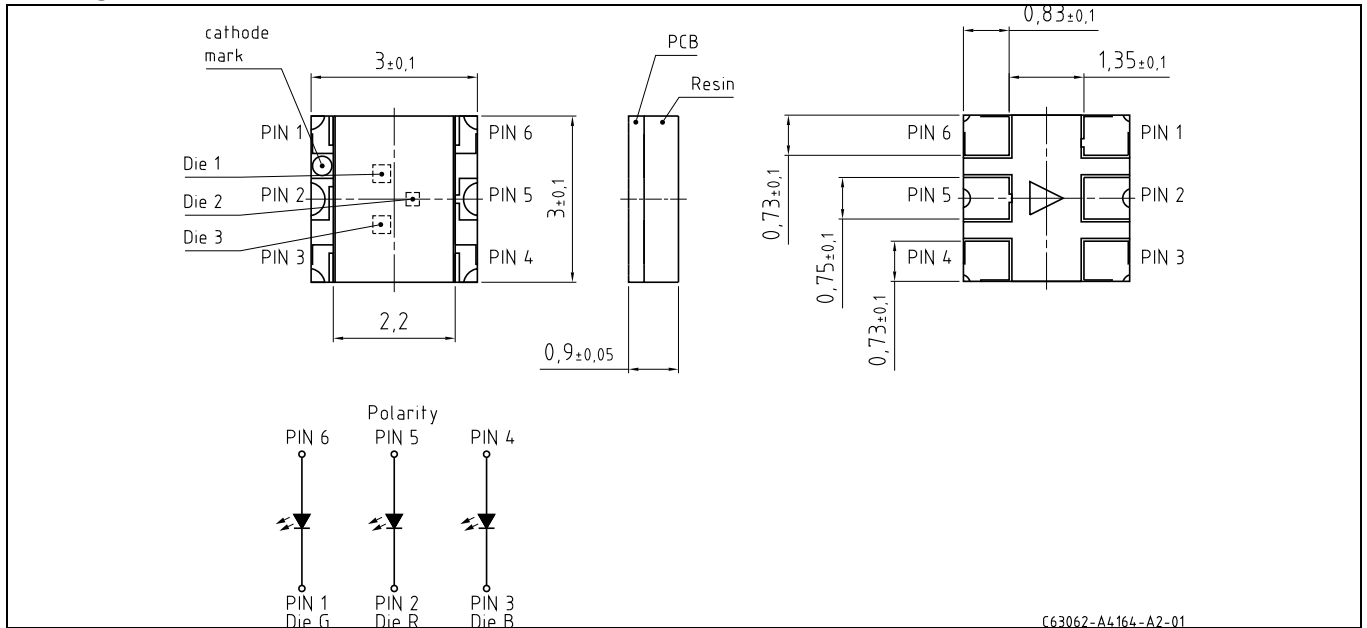 cathode
mark
3±0,1
PIN 1
PIN 6
Die 1
PIN 2
PIN 5
Die 2
Die 3
PIN 3
PIN 4
3±0,1
2,2
PCB
Resin
0,9±0,05
0,83±0,1
1,35±0,1
PIN 6
PIN 1
0,73±0,1
PIN 5
PIN 2
0,75±0,1
PIN 4
PIN 3
0,73±0,1
Polarity
PIN 6
PIN 5
PIN 4
PIN 1
PIN 2
PIN 3
Die G
Die R
Die B
C63062-A4164-A2-01